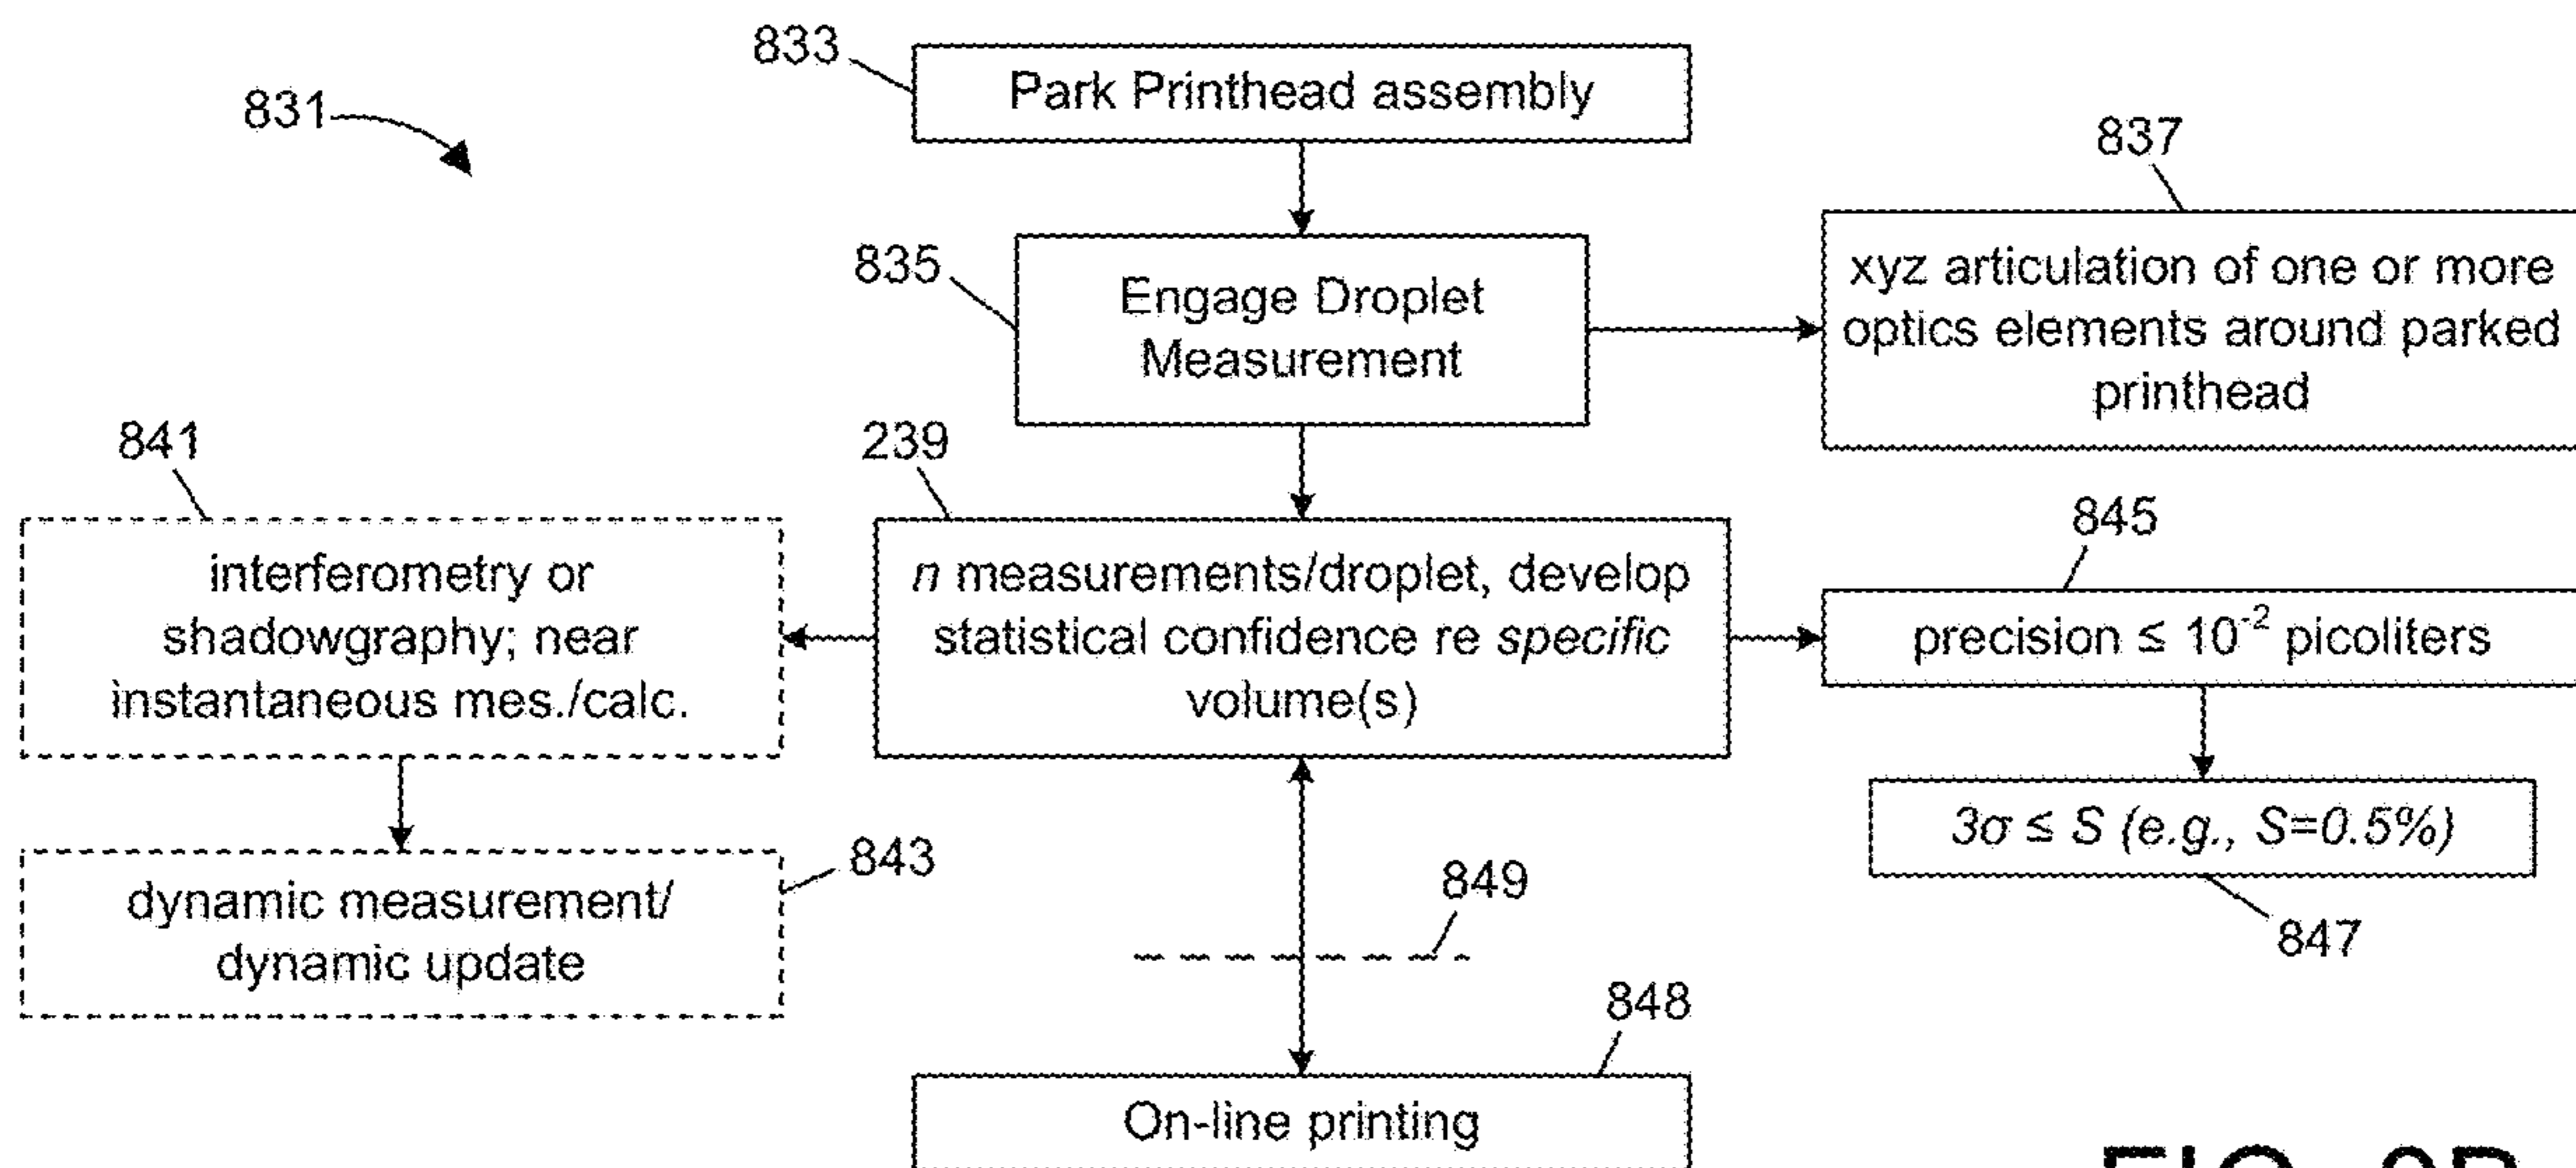 833
Park Printhead assembly
831
837
835
Engage Droplet
Measurement
xyz articulation of one or more
optics elements around parked
printhead
841
239
845
interferometry or
shadowgraphy; near
instantaneous mes./calc.
n measurements/droplet, develop
statistical confidence re specific
volume(s)
precision ≤ 10⁻² picoliters
3σ ≤ S (e.g., S=0.5%)
847
843
dynamic measurement/
dynamic update
849
848
On-line printing